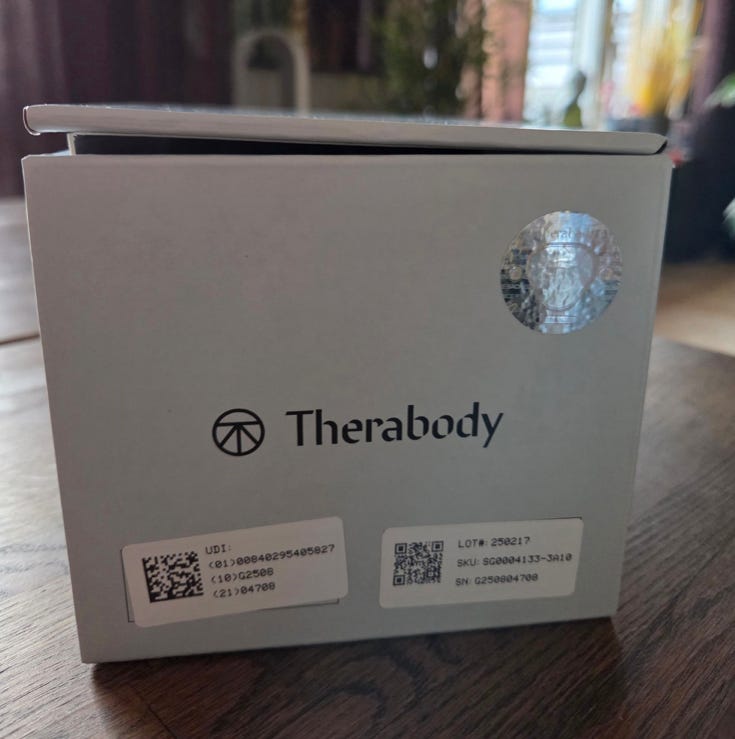 Therabody
UDI:
(01)00840295405827
(10)G2508
(21)04708
LOT#: 250217
SKU: SG0004133-3A10
SN: G250804708